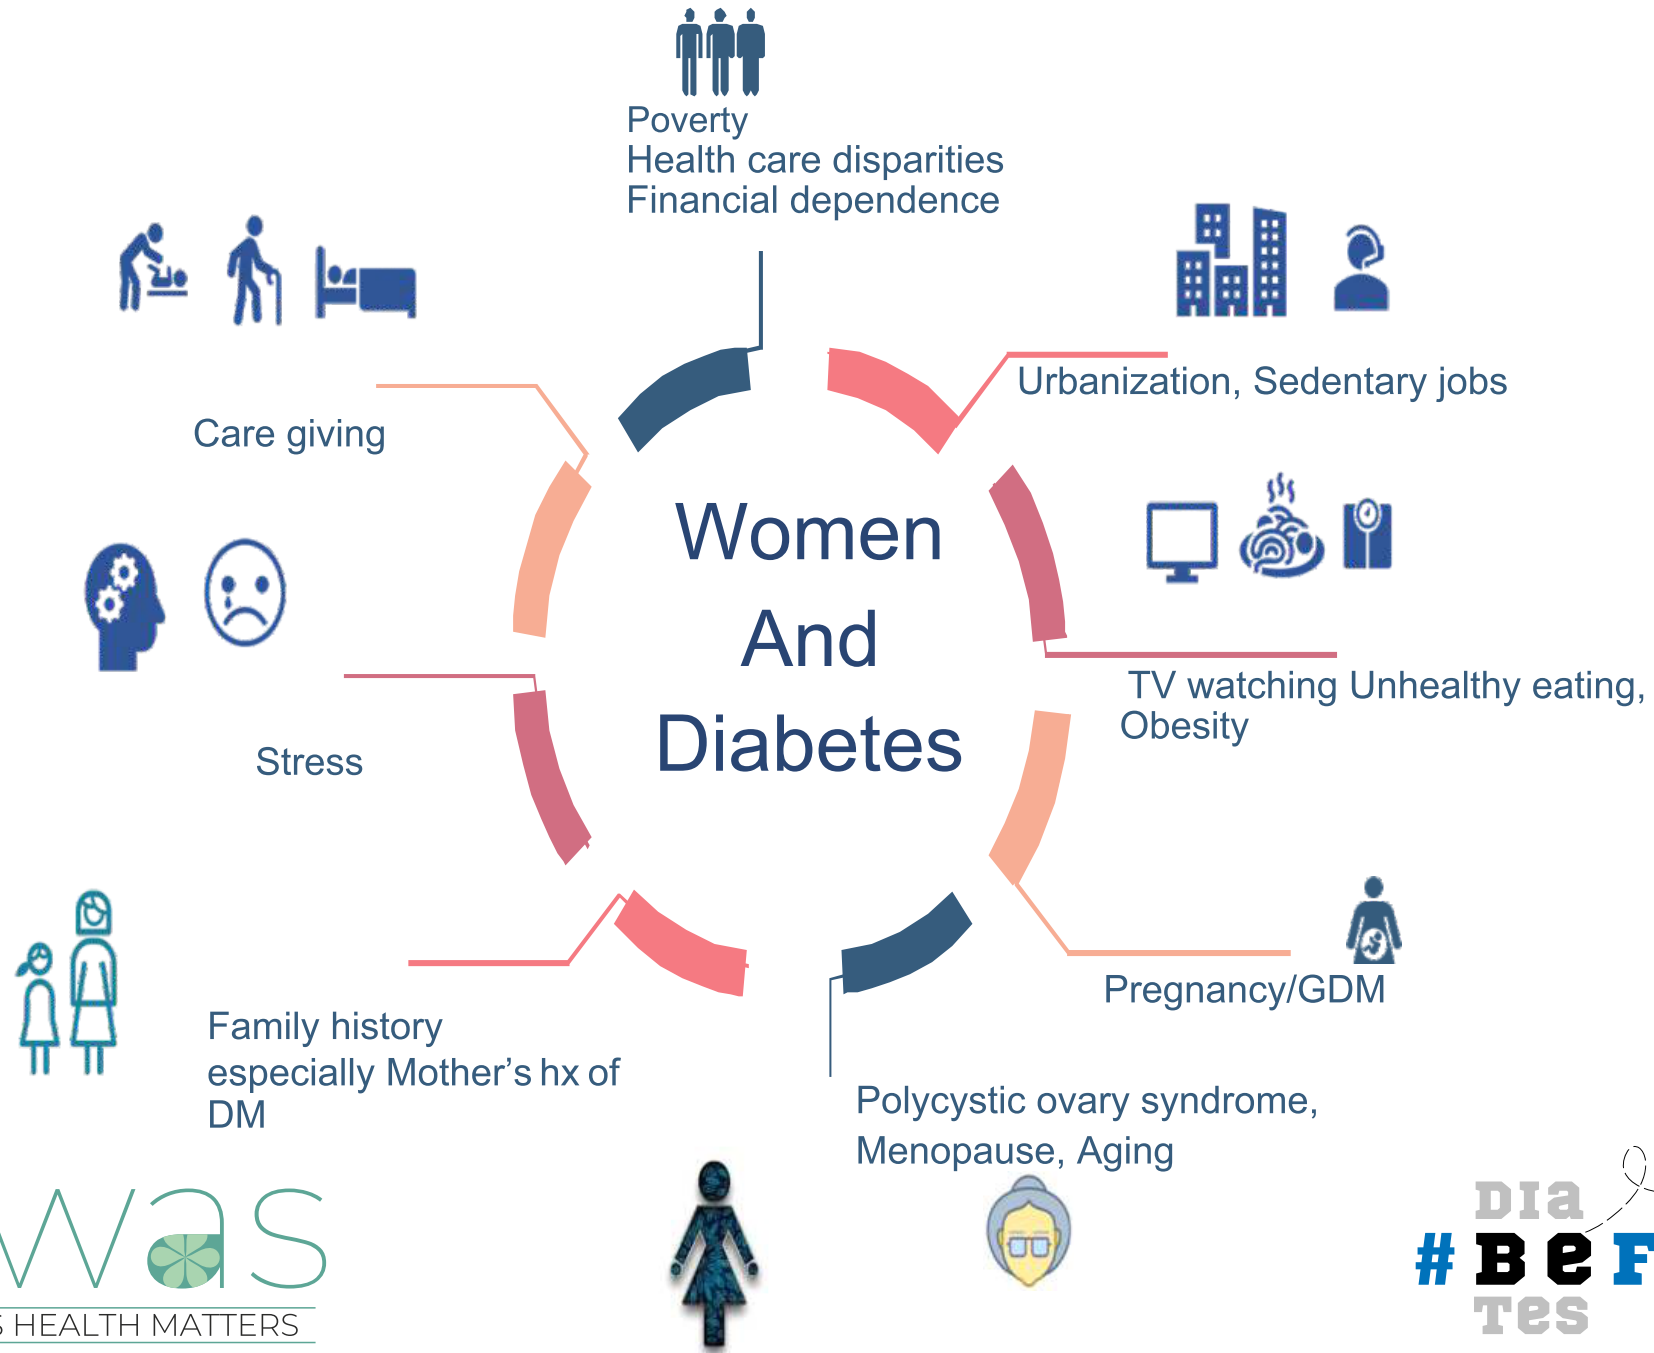 Poverty
Health care disparities
Financial dependence
Urbanization, Sedentary jobs
Care giving
Women
And
Diabetes
TV watching Unhealthy eating,
Obesity
Stress
Pregnancy/GDM
Family history
especially Mother’s hx of
DM
Polycystic ovary syndrome,
Menopause, Aging
was
S HEALTH MATTERS
DIa
#BeF
Tes